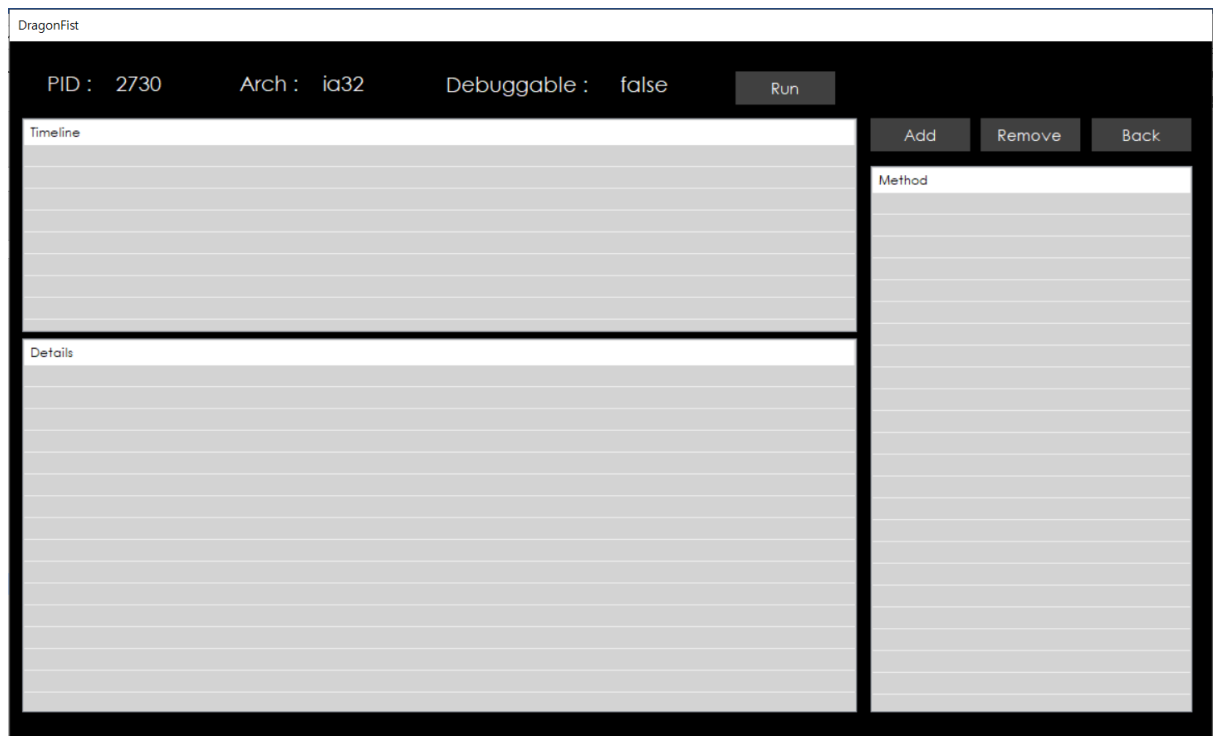 DragonFist
PID : 2730 Arch : ia32 Debuggable : false Run
Timeline
Add Remove Back
Method
Details